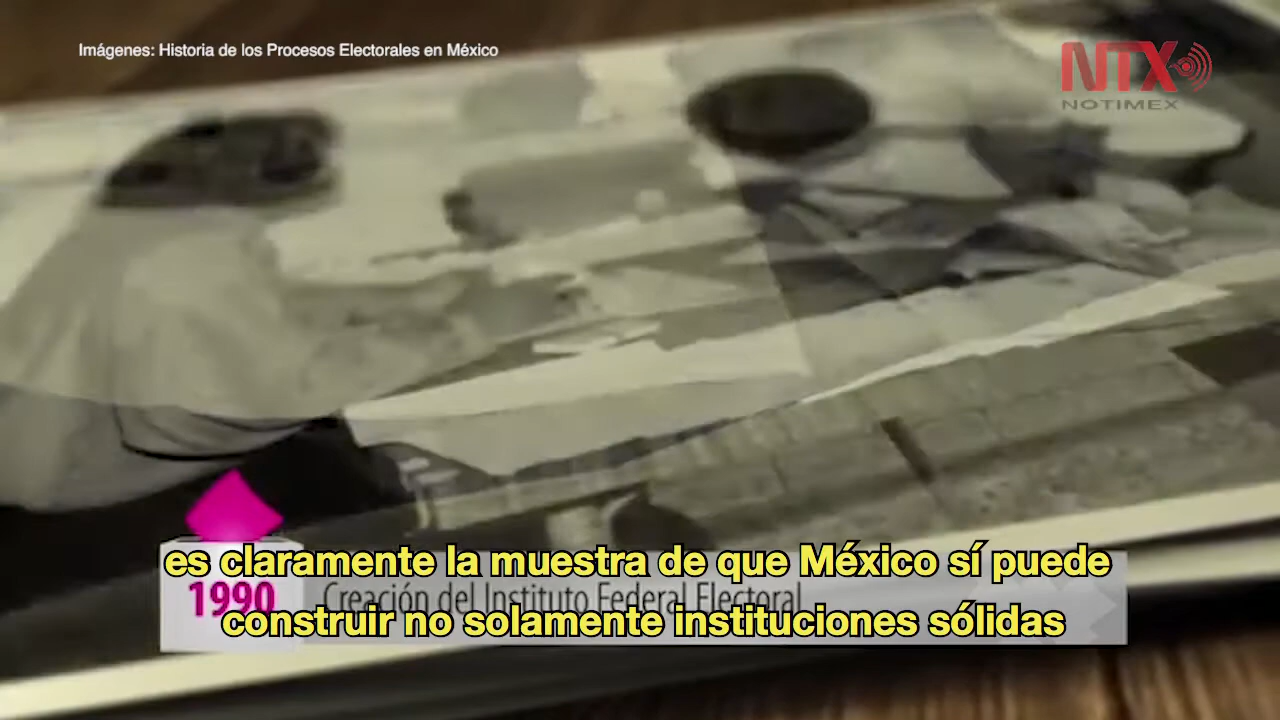 Imágenes: Historia de los Procesos Electorales en México
NTX
NOTIMEX
es claramente la muestra de que México sí puede
1990 Creación del Instituto Federal Electoral
construir no solamente instituciones sólidas